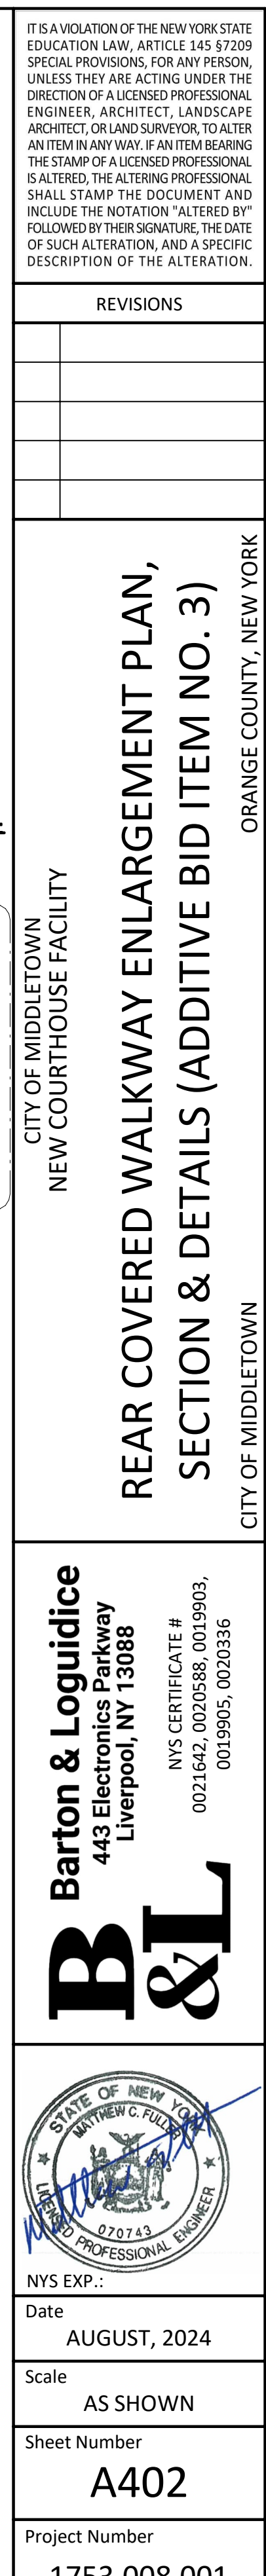 IT IS A VIOLATION OF THE NEW YORK STATE
EDUCATION LAW, ARTICLE 145 §7209
SPECIAL PROVISIONS, FOR ANY PERSON,
UNLESS THEY ARE ACTING UNDER THE
DIRECTION OF A LICENSED PROFESSIONAL
ENGINEER, ARCHITECT, LANDSCAPE
ARCHITECT, OR LAND SURVEYOR, TO ALTER
AN ITEM IN ANY WAY. IF AN ITEM BEARING
THE STAMP OF A LICENSED PROFESSIONAL
IS ALTERED, THE ALTERING PROFESSIONAL
SHALL STAMP THE DOCUMENT AND
INCLUDE THE NOTATION "ALTERED BY"
FOLLOWED BY THEIR SIGNATURE, THE DATE
OF SUCH ALTERATION, AND A SPECIFIC
DESCRIPTION OF THE ALTERATION.
REVISIONS
CITY OF MIDDLETOWN
NEW COURTHOUSE FACILITY
REAR COVERED WALKWAY ENLARGEMENT PLAN,
SECTION & DETAILS (ADDITIVE BID ITEM NO. 3)
CITY OF MIDDLETOWN
ORANGE COUNTY, NEW YORK
Barton & Loguidice
443 Electronics Parkway
Liverpool, NY 13088
NYS CERTIFICATE #
0021642, 0020588, 0019903,
0019905, 0020336
B
&L
STATE OF NEW YORK
MATTHEW C. FULLER
070743
LICENSED PROFESSIONAL ENGINEER
NYS EXP.:
Date
AUGUST, 2024
Scale
AS SHOWN
Sheet Number
A402
Project Number
1753.008.001